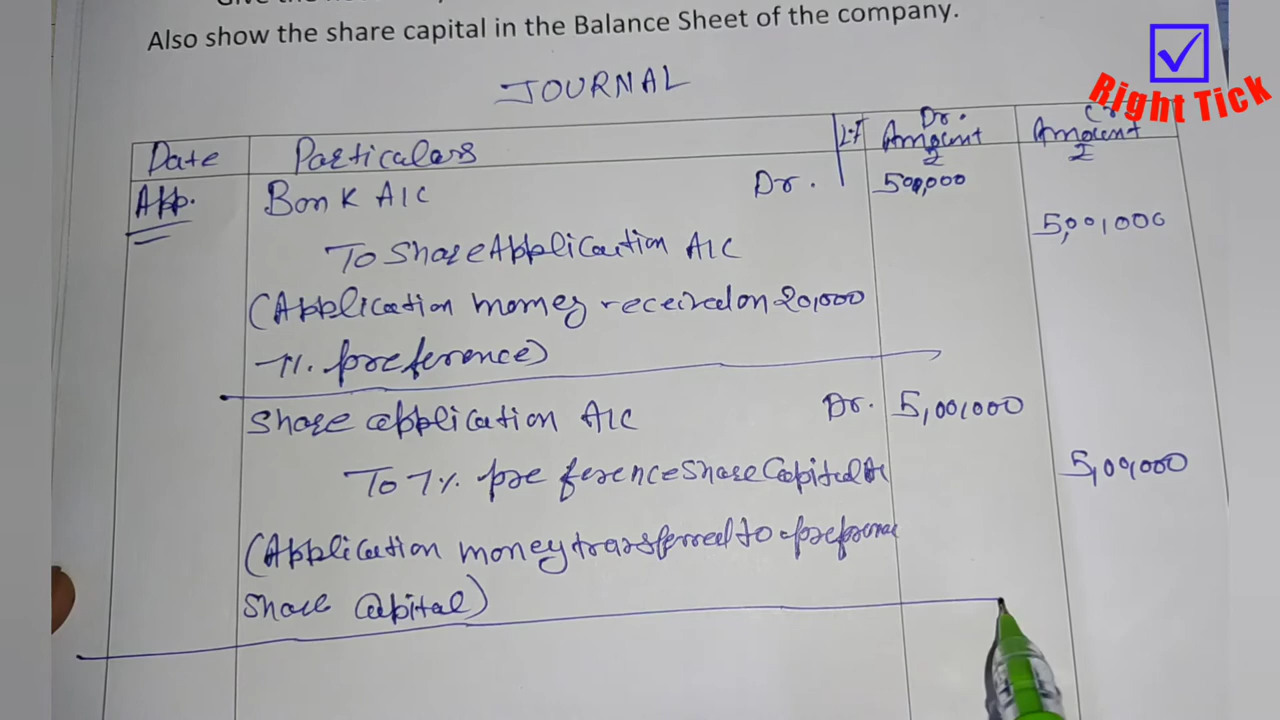 Also show the share capital in the Balance Sheet of the company.
Right Tick
JOURNAL
Date Particulars L.F Dr. Amount ₹ Cr. Amount ₹
App. Bank A/C Dr. 500,000
To Share Application A/C 5,00,000
(Application money received on 20,000
7% preference)
Share application A/C Dr. 5,00,000
To 7% preference Share Capital A/c 5,00,000
(Application money transferred to preference
Share Capital)